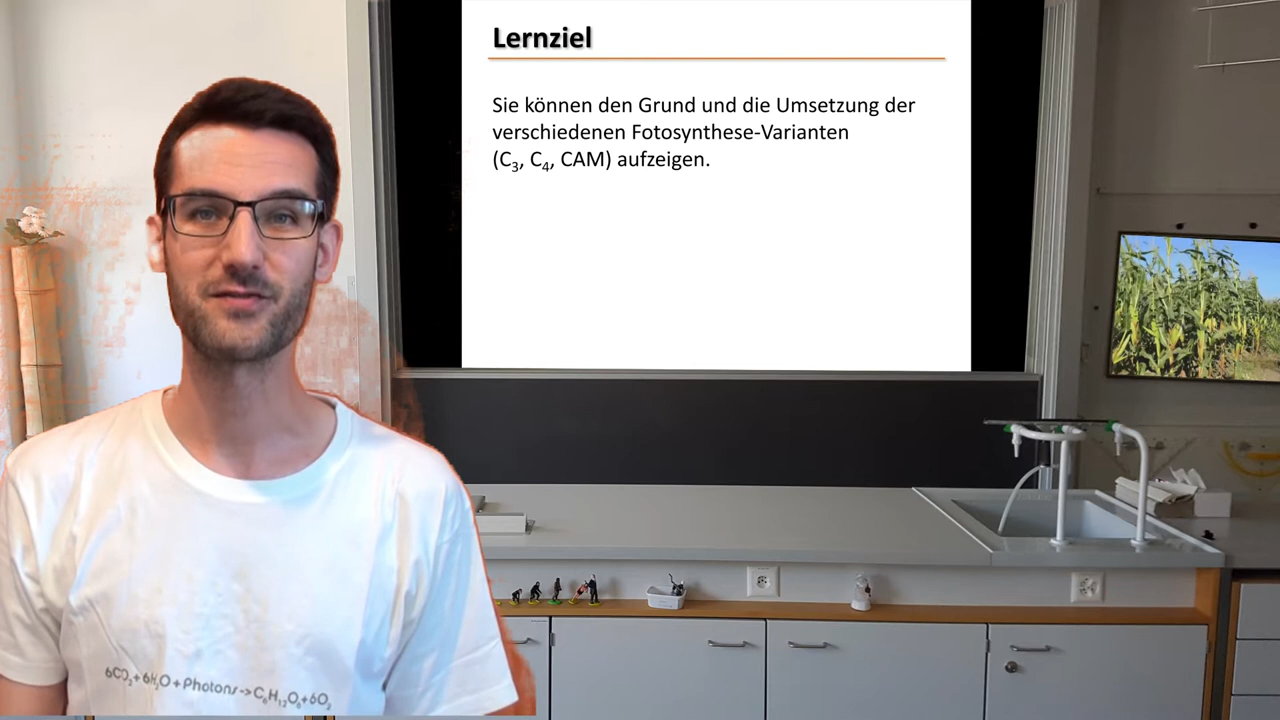 Lernziel
Sie können den Grund und die Umsetzung der
verschiedenen Fotosynthese-Varianten
(C₃, C₄, CAM) aufzeigen.
6CO₂+6H₂O+Photons->C₆H₁₂O₆+6O₂